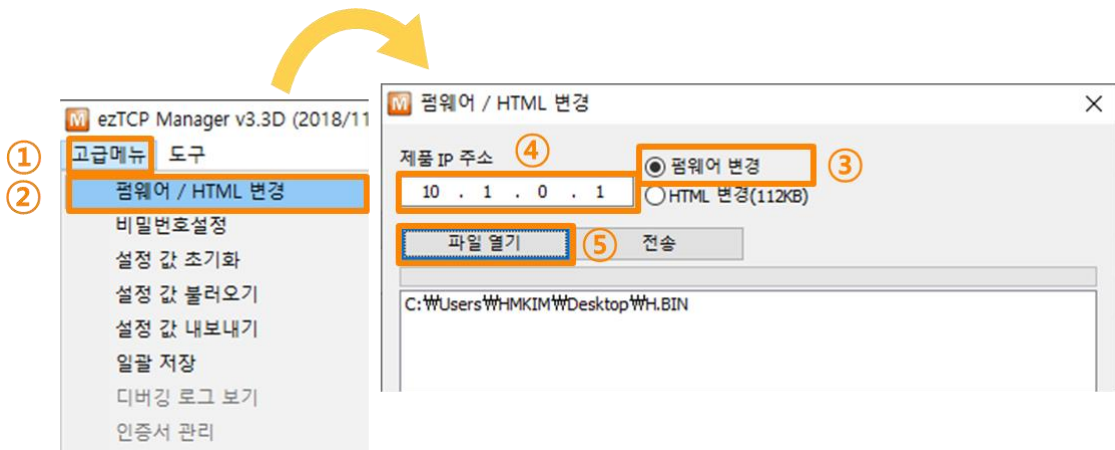 ezTCP Manager v3.3D (2018/11
① 고급메뉴 도구
② 펌웨어 / HTML 변경
비밀번호설정
설정 값 초기화
설정 값 불러오기
설정 값 내보내기
일괄 저장
디버깅 로그 보기
인증서 관리
펌웨어 / HTML 변경
제품 IP 주소 ④
펌웨어 변경 ③
10 . 1 . 0 . 1
HTML 변경(112KB)
파일 열기 ⑤ 전송
C:₩Users₩HMKIM₩Desktop₩H.BIN